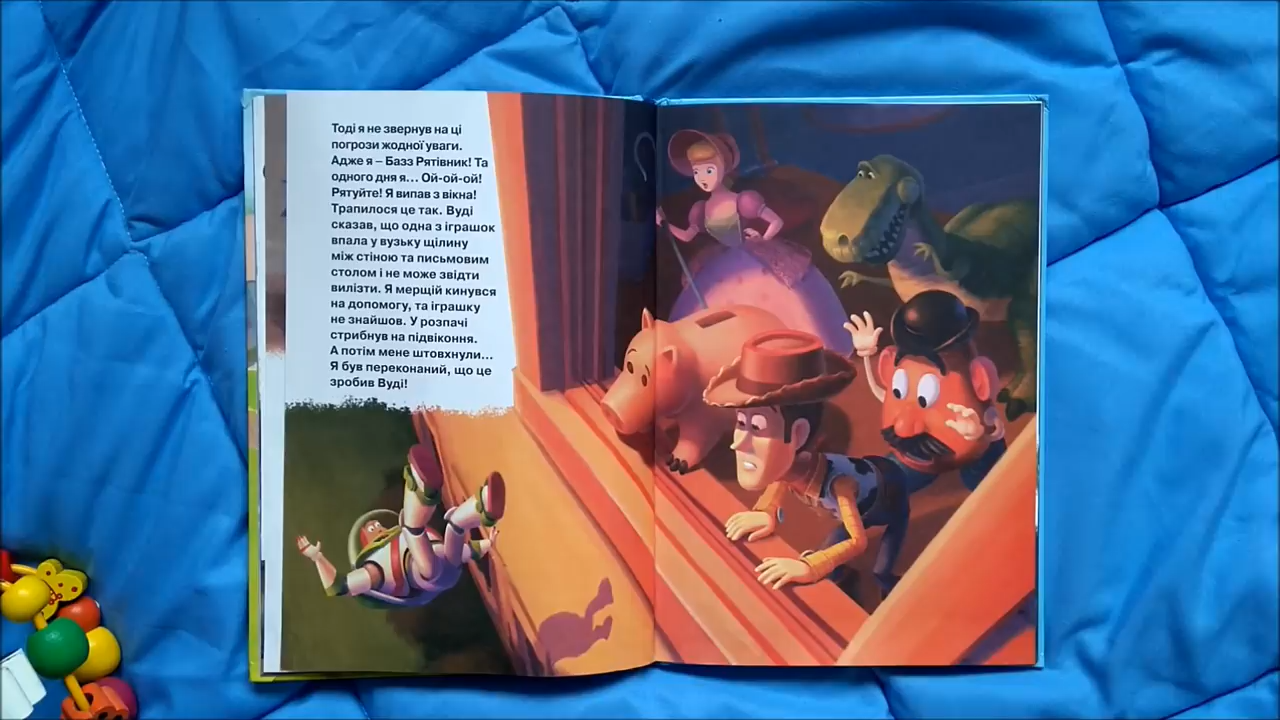 Тоді я не звернув на ці
погрози жодної уваги.
Адже я – Базз Рятівник! Та
одного дня я... Ой-ой-ой!
Рятуйте! Я випав з вікна!
Трапилося це так. Вуді
сказав, що одна з іграшок
впала у вузьку щілину
між стіною та письмовим
столом і не може звідти
вилізти. Я мерщій кинувся
на допомогу, та іграшку
не знайшов. У розпачі
стрибнув на підвіконня.
А потім мене штовхнули...
Я був переконаний, що це
зробив Вуді!